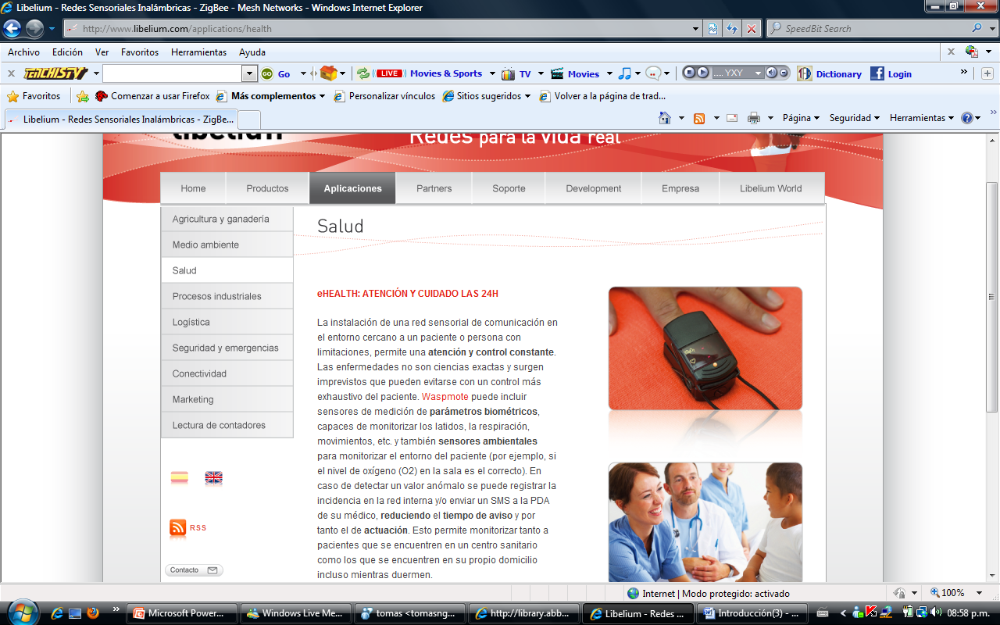 Libelium - Redes Sensoriales Inalámbricas - ZigBee - Mesh Networks - Windows Internet Explorer
http://www.libelium.com/applications/health
SpeedBit Search
Archivo Edición Ver Favoritos Herramientas Ayuda
TENCHISTV Go LIVE Movies & Sports TV Movies ..... YXY Dictionary Login »
Favoritos Comenzar a usar Firefox Más complementos Personalizar vínculos Sitios sugeridos Volver a la página de trad...
Libelium - Redes Sensoriales Inalámbricas - ZigBe... Página Seguridad Herramientas »
libelium Redes para la vida real
Home Productos Aplicaciones Partners Soporte Development Empresa Libelium World
Agricultura y ganadería
Medio ambiente
Salud
Procesos industriales
Logística
Seguridad y emergencias
Conectividad
Marketing
Lectura de contadores
RSS
Contacto
Salud
eHEALTH: ATENCIÓN Y CUIDADO LAS 24H
La instalación de una red sensorial de comunicación en
el entorno cercano a un paciente o persona con
limitaciones, permite una atención y control constante.
Las enfermedades no son ciencias exactas y surgen
imprevistos que pueden evitarse con un control más
exhaustivo del paciente. Waspmote puede incluir
sensores de medición de parámetros biométricos,
capaces de monitorizar los latidos, la respiración,
movimientos, etc. y también sensores ambientales
para monitorizar el entorno del paciente (por ejemplo, si
el nivel de oxígeno (O2) en la sala es el correcto). En
caso de detectar un valor anómalo se puede registrar la
incidencia en la red interna y/o enviar un SMS a la PDA
de su médico, reduciendo el tiempo de aviso y por
tanto el de actuación. Esto permite monitorizar tanto a
pacientes que se encuentren en un centro sanitario
como los que se encuentren en su propio domicilio
incluso mientras duermen.
Internet | Modo protegido: activado 100%
» Microsoft Power... Windows Live Me... tomas <tomasng... http://library.abb... Libelium - Redes ... Introducción(3) - ... 08:58 p.m.